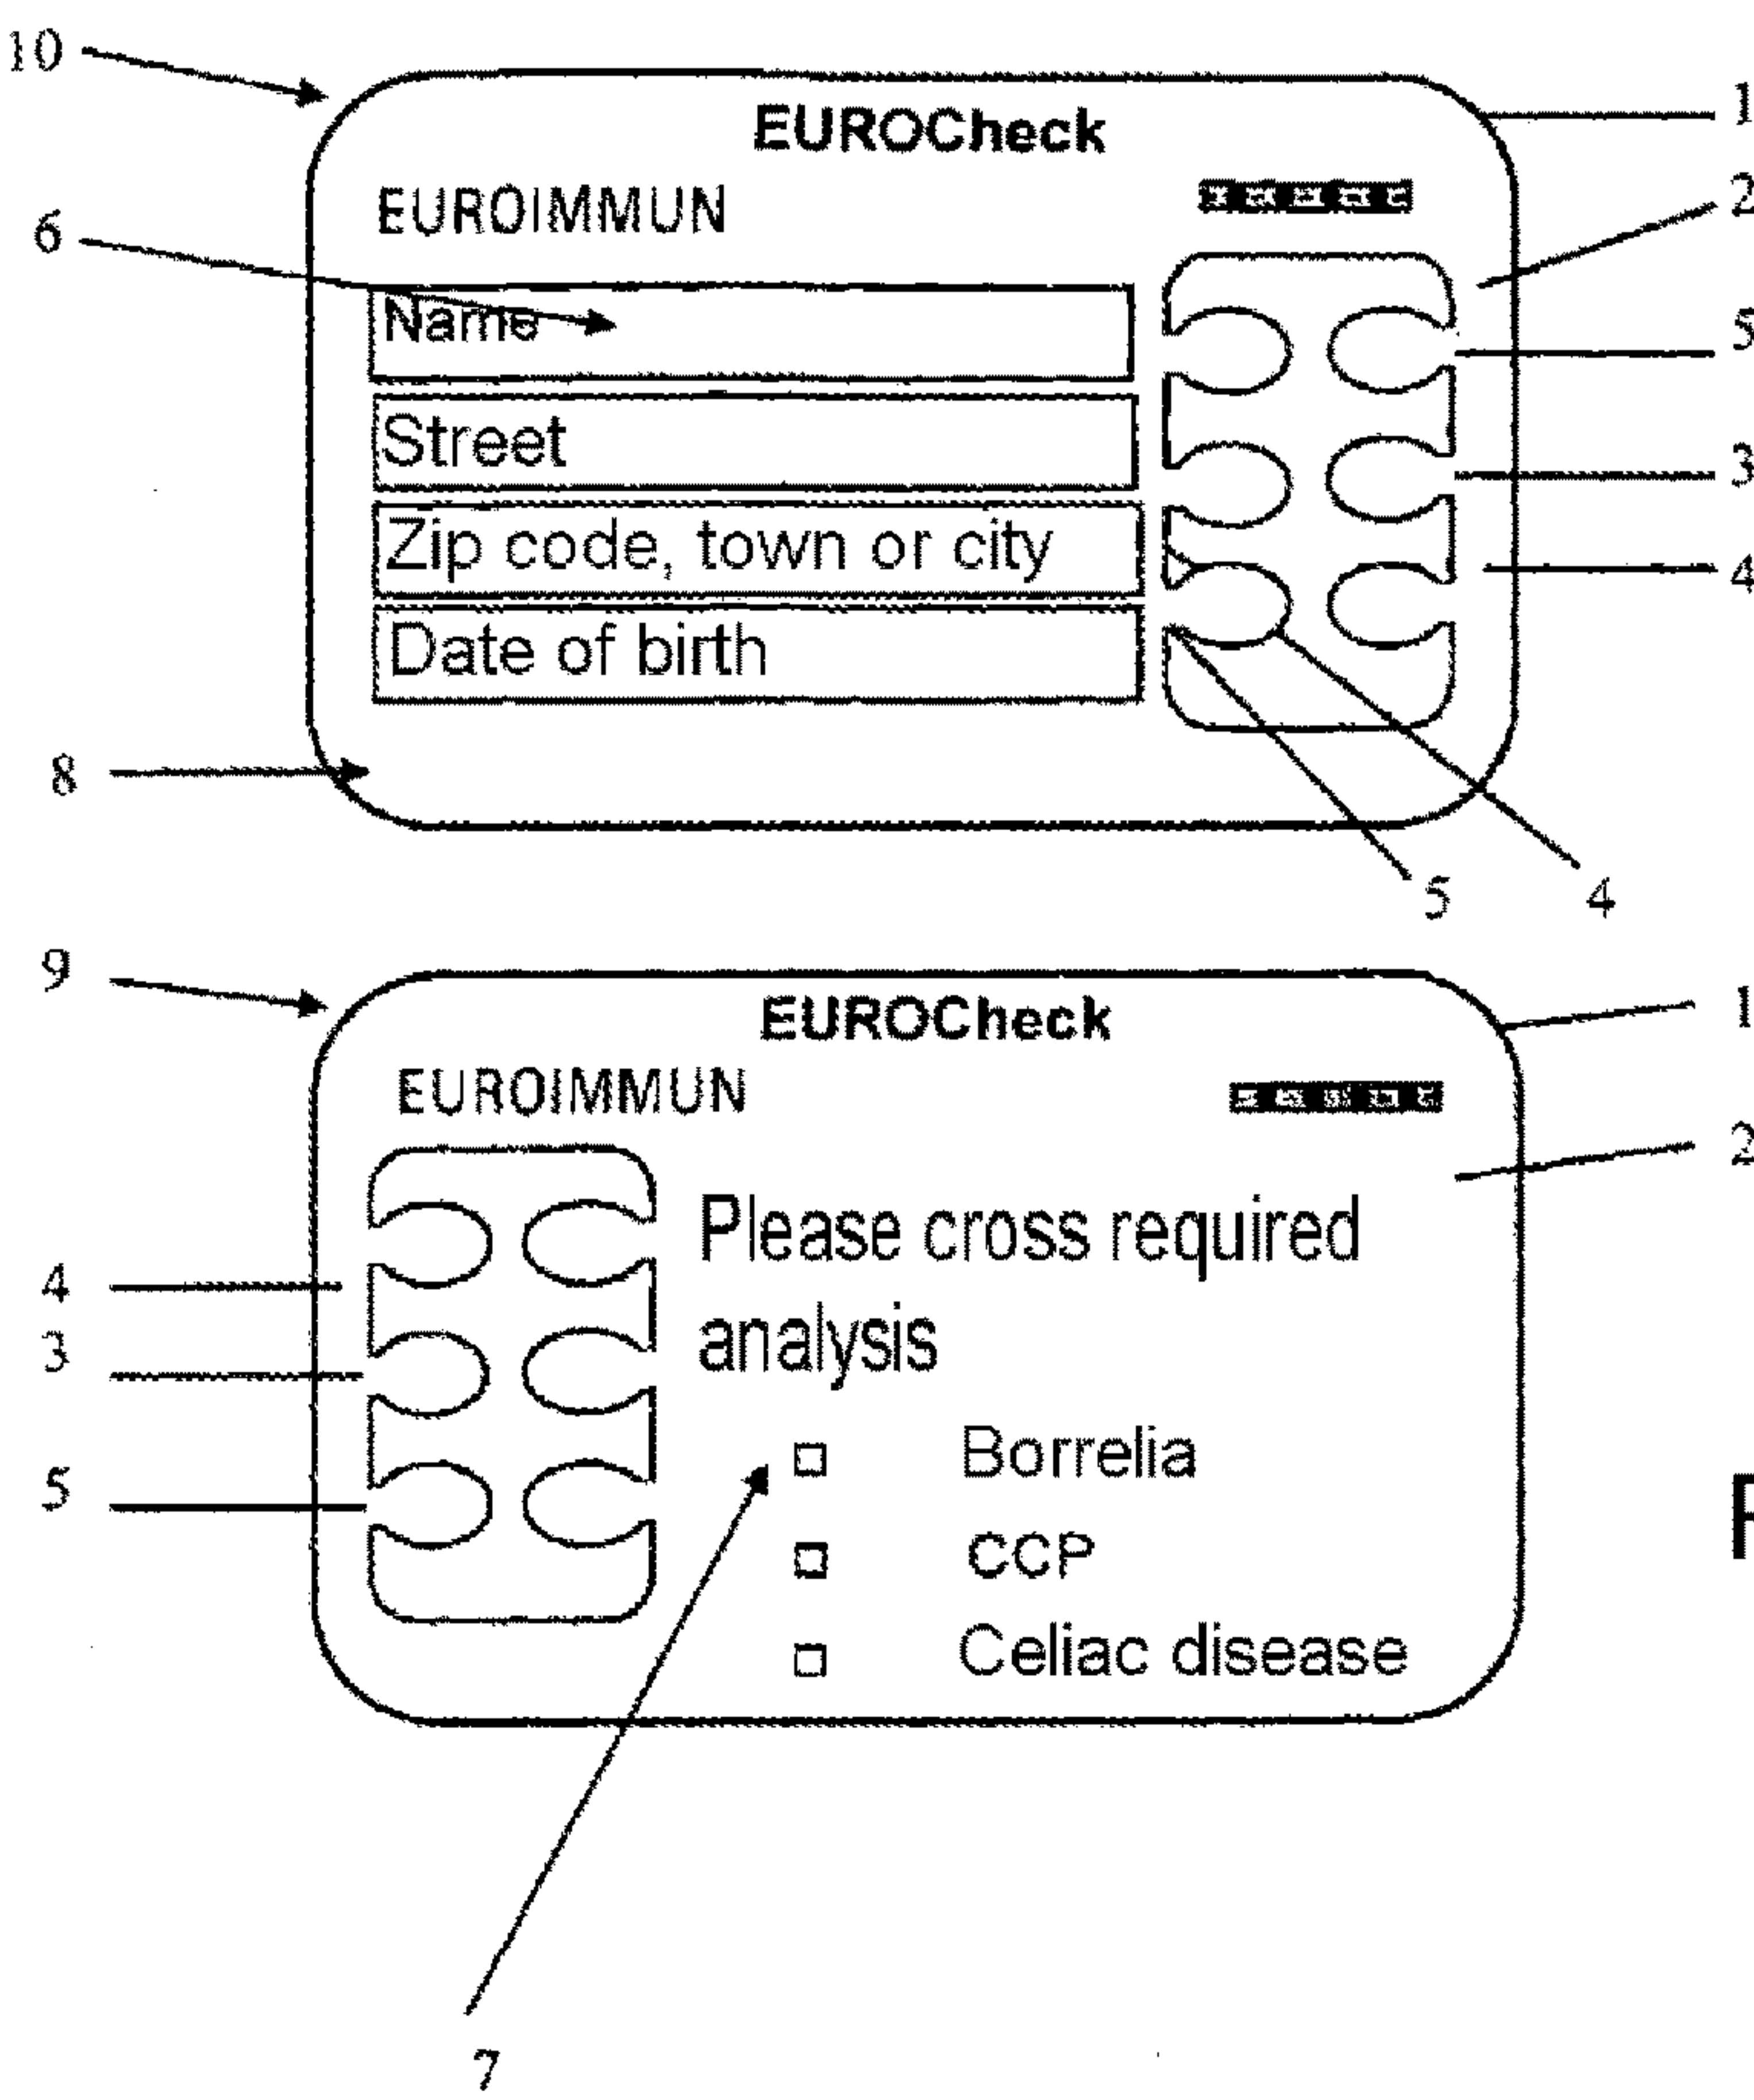 10
EUROCheck
1
EUROIMMUN
2
6
Name
5
Street
3
Zip code, town or city
4
Date of birth
8
5
4
9
EUROCheck
1
EUROIMMUN
2
Please cross required
4
analysis
3
Borrelia
5
CCP
Celiac disease
7